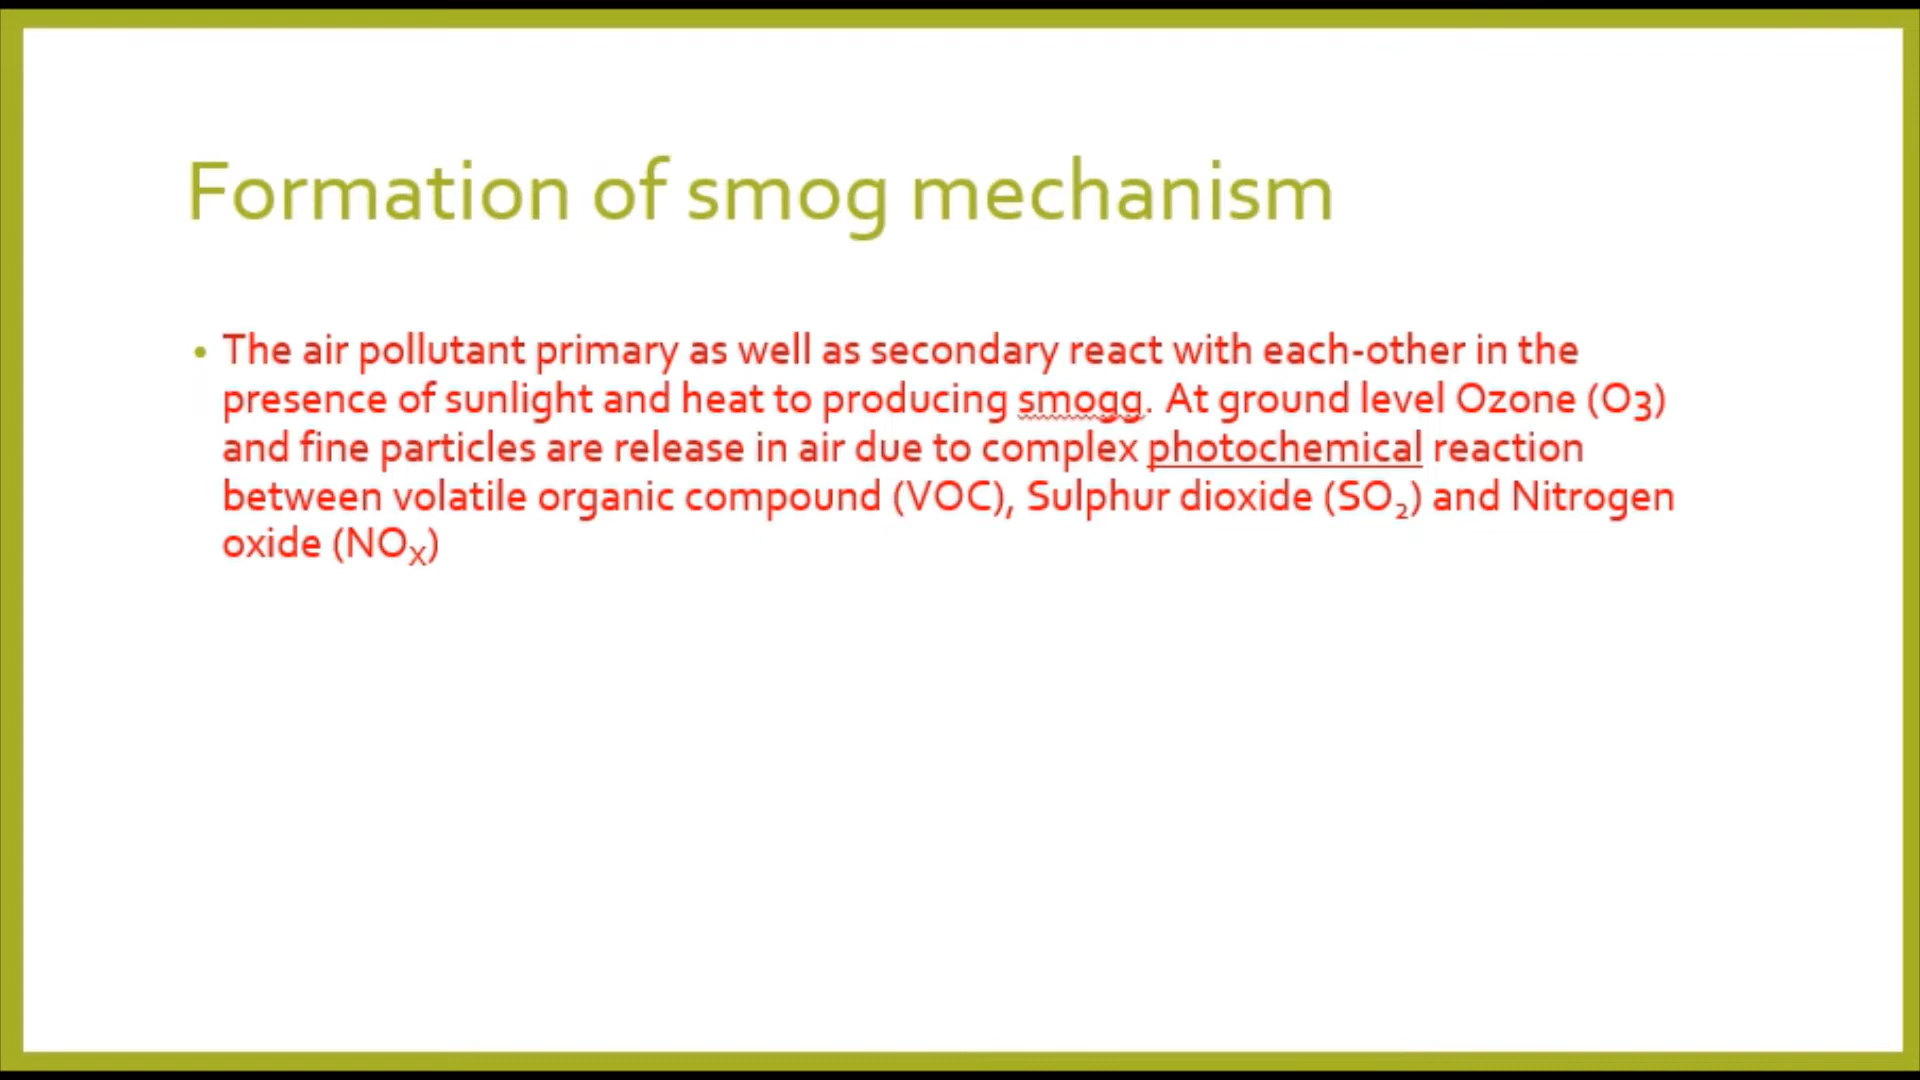 Formation of smog mechanism
• The air pollutant primary as well as secondary react with each-other in the
presence of sunlight and heat to producing smogg. At ground level Ozone (O3)
and fine particles are release in air due to complex photochemical reaction
between volatile organic compound (VOC), Sulphur dioxide (SO₂) and Nitrogen
oxide (NOₓ)